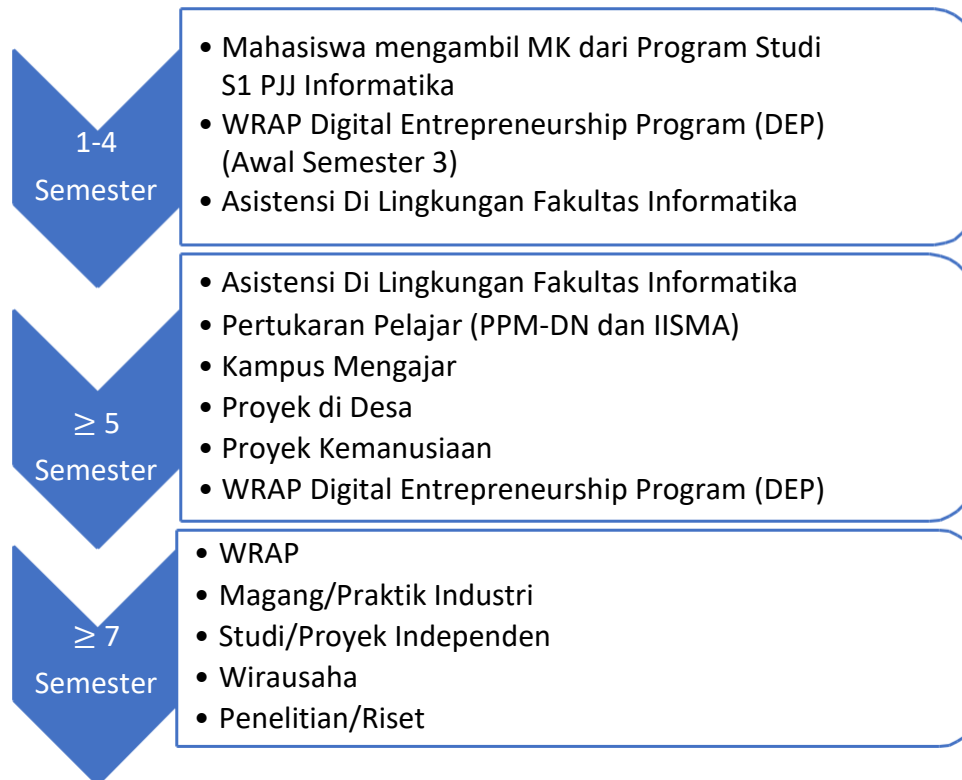 1-4
Semester
• Mahasiswa mengambil MK dari Program Studi
S1 PJJ Informatika
• WRAP Digital Entrepreneurship Program (DEP)
(Awal Semester 3)
• Asistensi Di Lingkungan Fakultas Informatika
≥ 5
Semester
• Asistensi Di Lingkungan Fakultas Informatika
• Pertukaran Pelajar (PPM-DN dan IISMA)
• Kampus Mengajar
• Proyek di Desa
• Proyek Kemanusiaan
• WRAP Digital Entrepreneurship Program (DEP)
≥ 7
Semester
• WRAP
• Magang/Praktik Industri
• Studi/Proyek Independen
• Wirausaha
• Penelitian/Riset